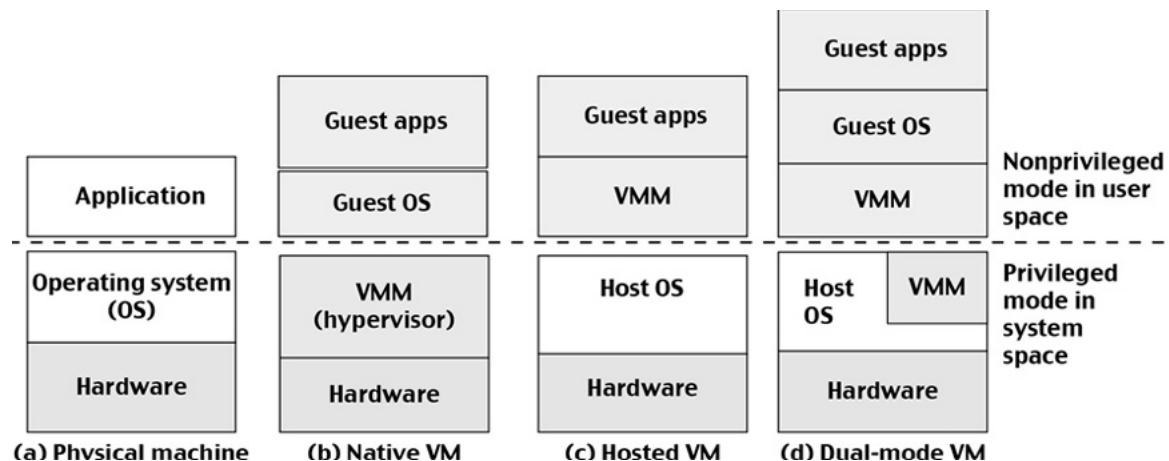 Application
Operating system
(OS)
Hardware
(a) Physical machine
Guest apps
Guest OS
VMM
(hypervisor)
Hardware
(b) Native VM
Guest apps
VMM
Host OS
Hardware
(c) Hosted VM
Guest apps
Guest OS
VMM
Host
OS
VMM
Hardware
(d) Dual-mode VM
Nonprivileged
mode in user
space
Privileged
mode in
system
space